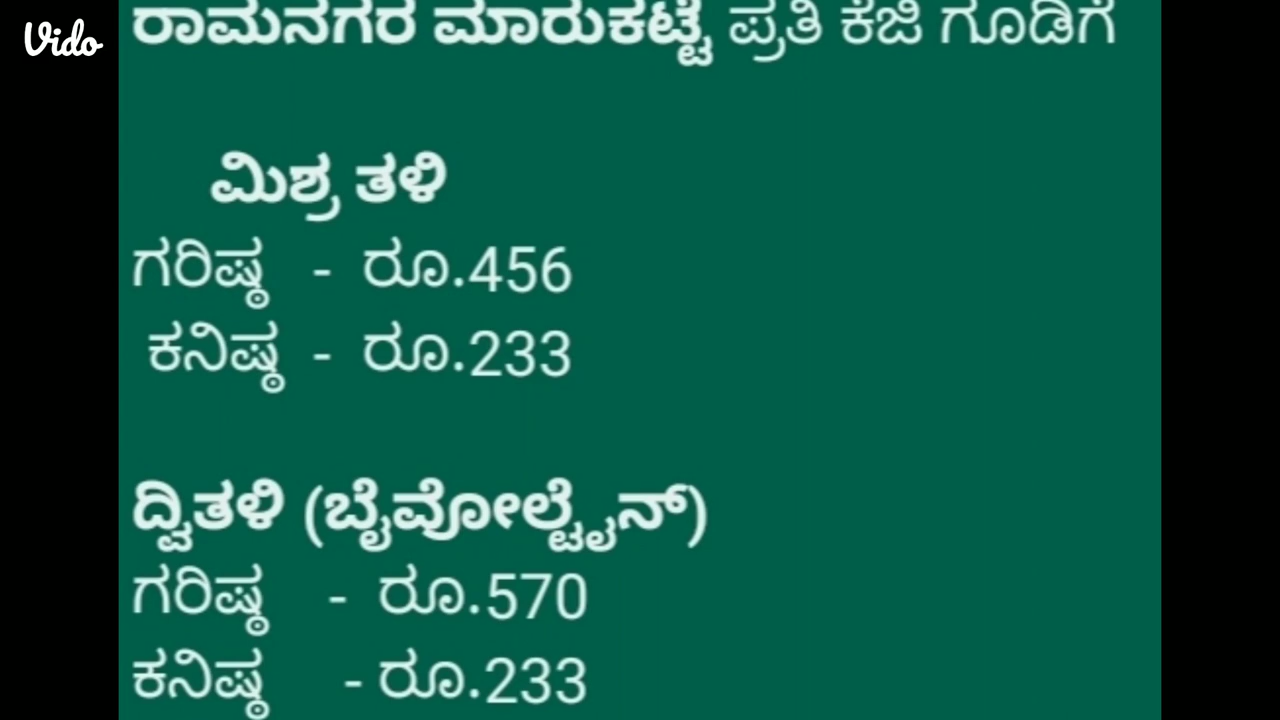 Vido
ರಾಮನಗರ ಮಾರುಕಟ್ಟೆ ಪ್ರತಿ ಕೆಜಿ ಗೂಡಿಗೆ
ಮಿಶ್ರ ತಳಿ
ಗರಿಷ್ಠ - ರೂ.456
ಕನಿಷ್ಠ - ರೂ.233
ದ್ವಿತಳಿ (ಬೈವೋಲ್ಟೈನ್)
ಗರಿಷ್ಠ - ರೂ.570
ಕನಿಷ್ಠ - ರೂ.233